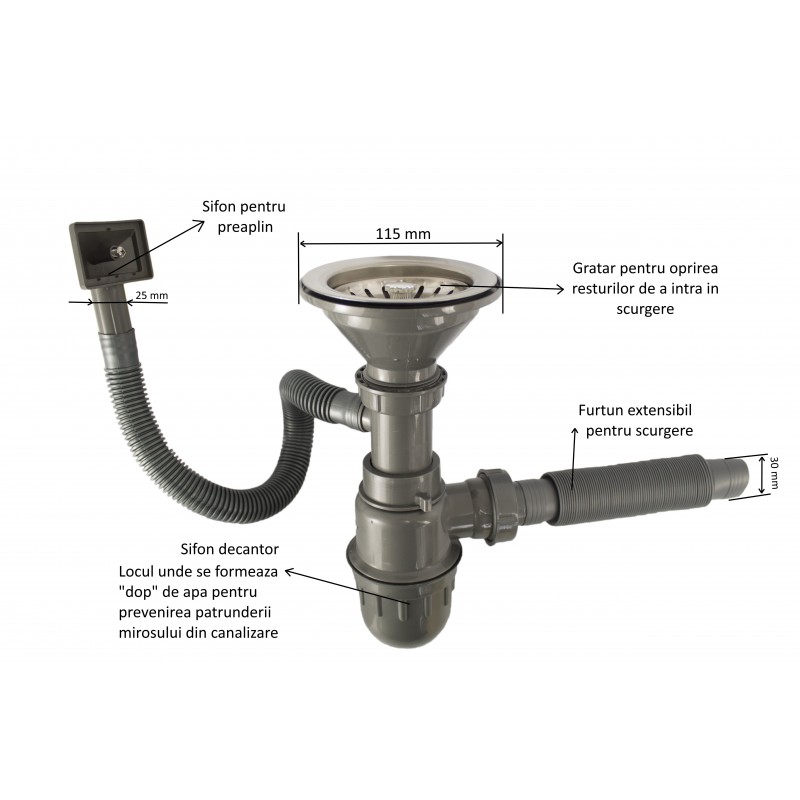 Sifon pentru
preaplin
115 mm
25 mm
Gratar pentru oprirea
resturilor de a intra in
scurgere
Furtun extensibil
pentru scurgere
30 mm
Sifon decantor
Locul unde se formeaza
"dop" de apa pentru
prevenirea patrunderii
mirosului din canalizare